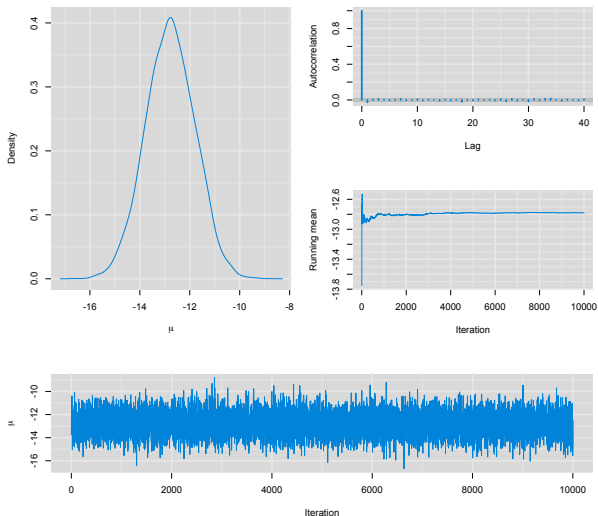 Density
0.0 0.1 0.2 0.3 0.4
-16 -14 -12 -10 -8
μ
Autocorrelation
0.0 0.4 0.8
0 10 20 30 40
Lag
Running mean
-13.8 -13.4 -13.0 -12.6
0 2000 4000 6000 8000 10000
Iteration
μ
-16 -14 -12 -10
0 2000 4000 6000 8000 10000
Iteration